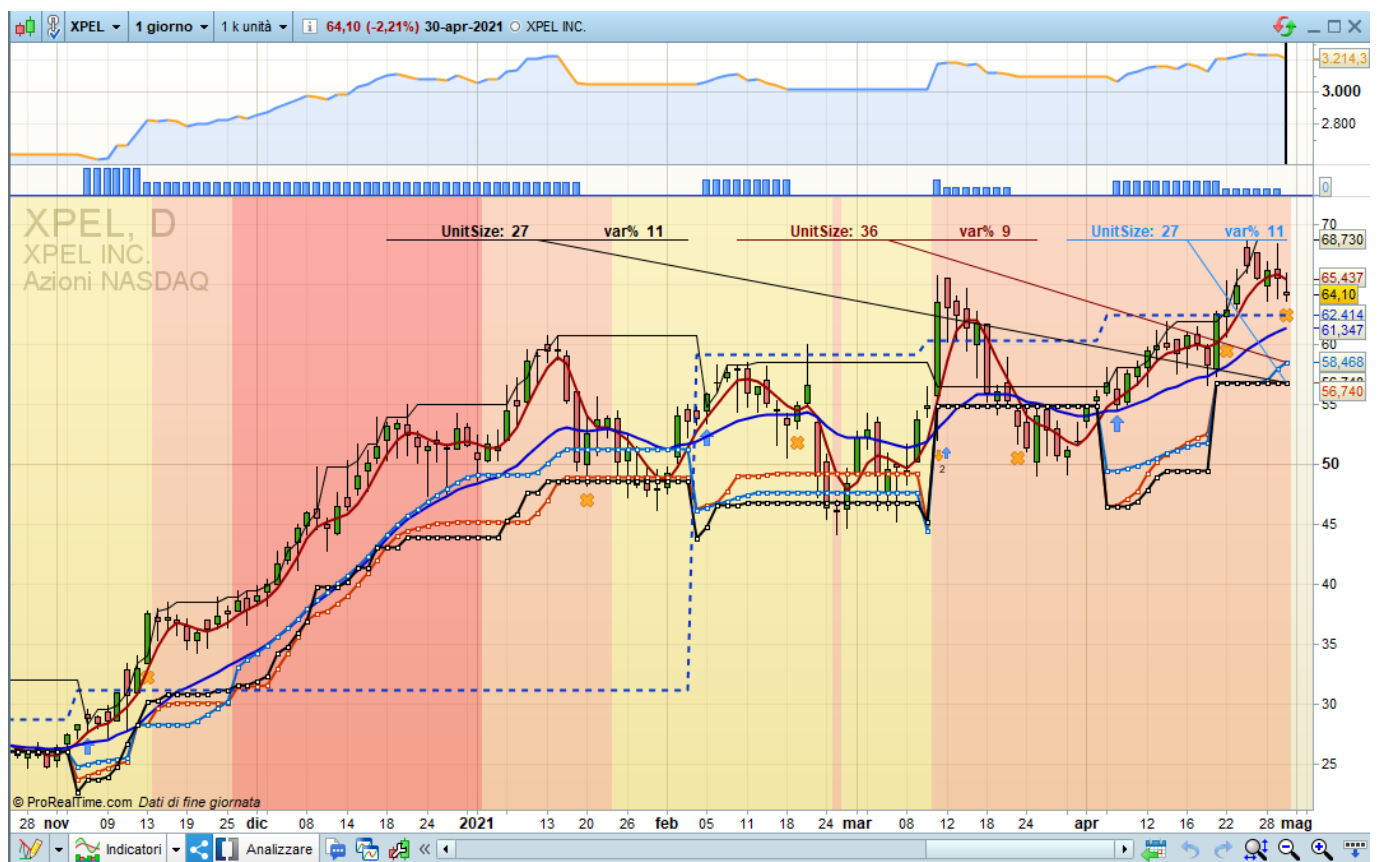 XPEL 1 giorno 1 k unità i 64,10 (-2,21%) 30-apr-2021 XPEL INC.
3.214,3
3.000
2.800
0
XPEL, D
XPEL INC.
Azioni NASDAQ
UnitSize: 27 var% 11 UnitSize: 36 var% 9 UnitSize: 27 var% 11
70
68,730
65,437
64,10
62,414
61,347
60
58,468
56,740
55
50
2
45
40
35
30
25
© ProRealTime.com Dati di fine giornata
28 nov 09 13 19 25 dic 08 14 18 24 2021 13 20 26 feb 05 11 18 24 mar 08 12 18 24 apr 12 16 22 28 mag
Indicatori Analizzare